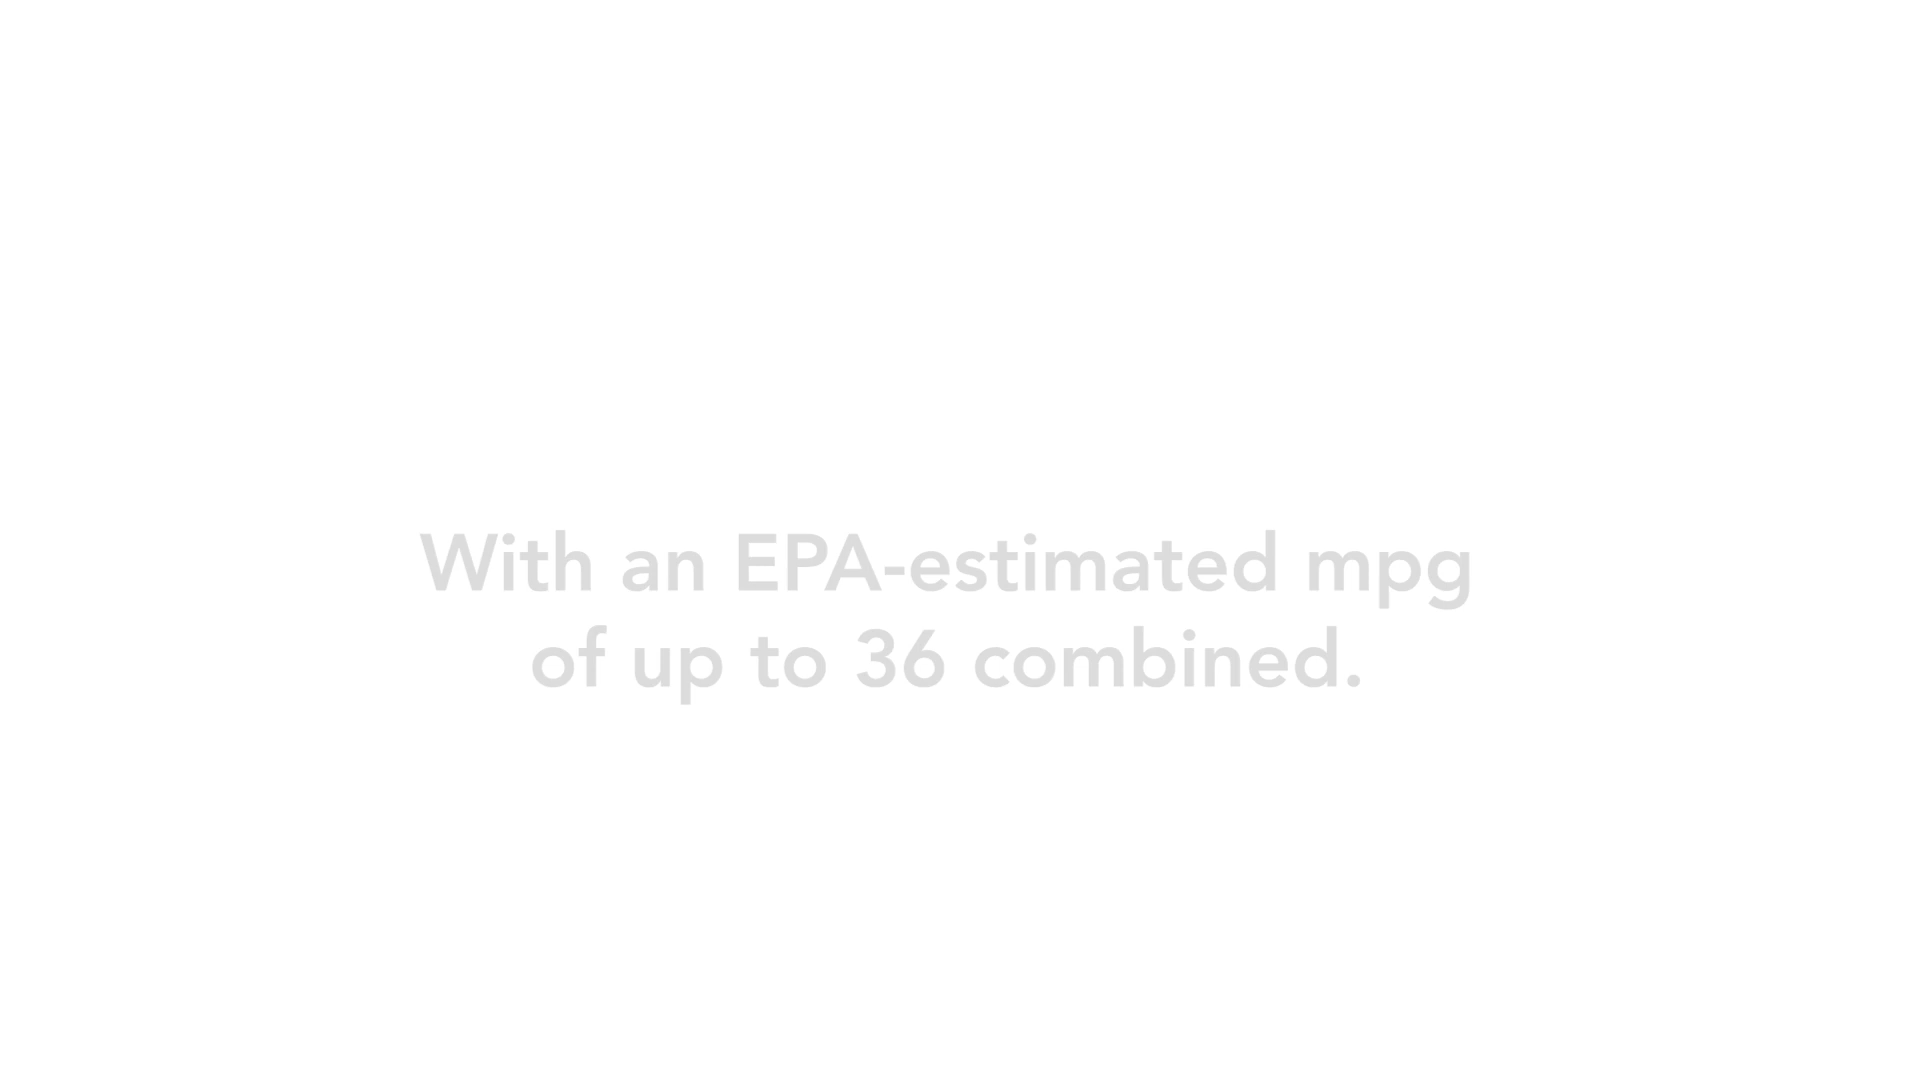 With an EPA-estimated mpg
of up to 36 combined.